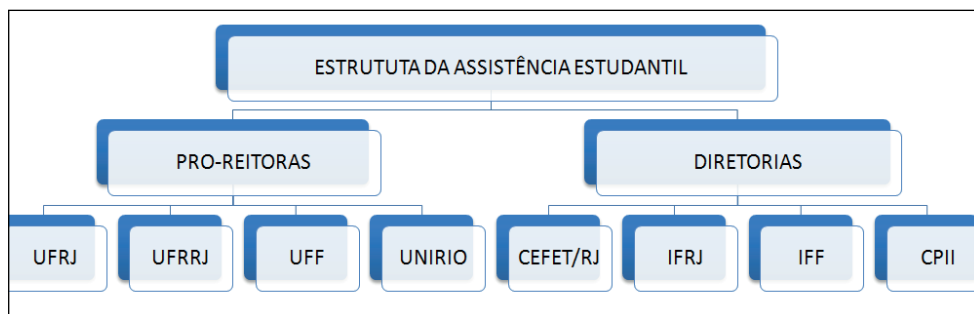 ESTRUTUTA DA ASSISTÊNCIA ESTUDANTIL
PRO-REITORAS
DIRETORIAS
UFRJ
UFRRJ
UFF
UNIRIO
CEFET/RJ
IFRJ
IFF
CPII